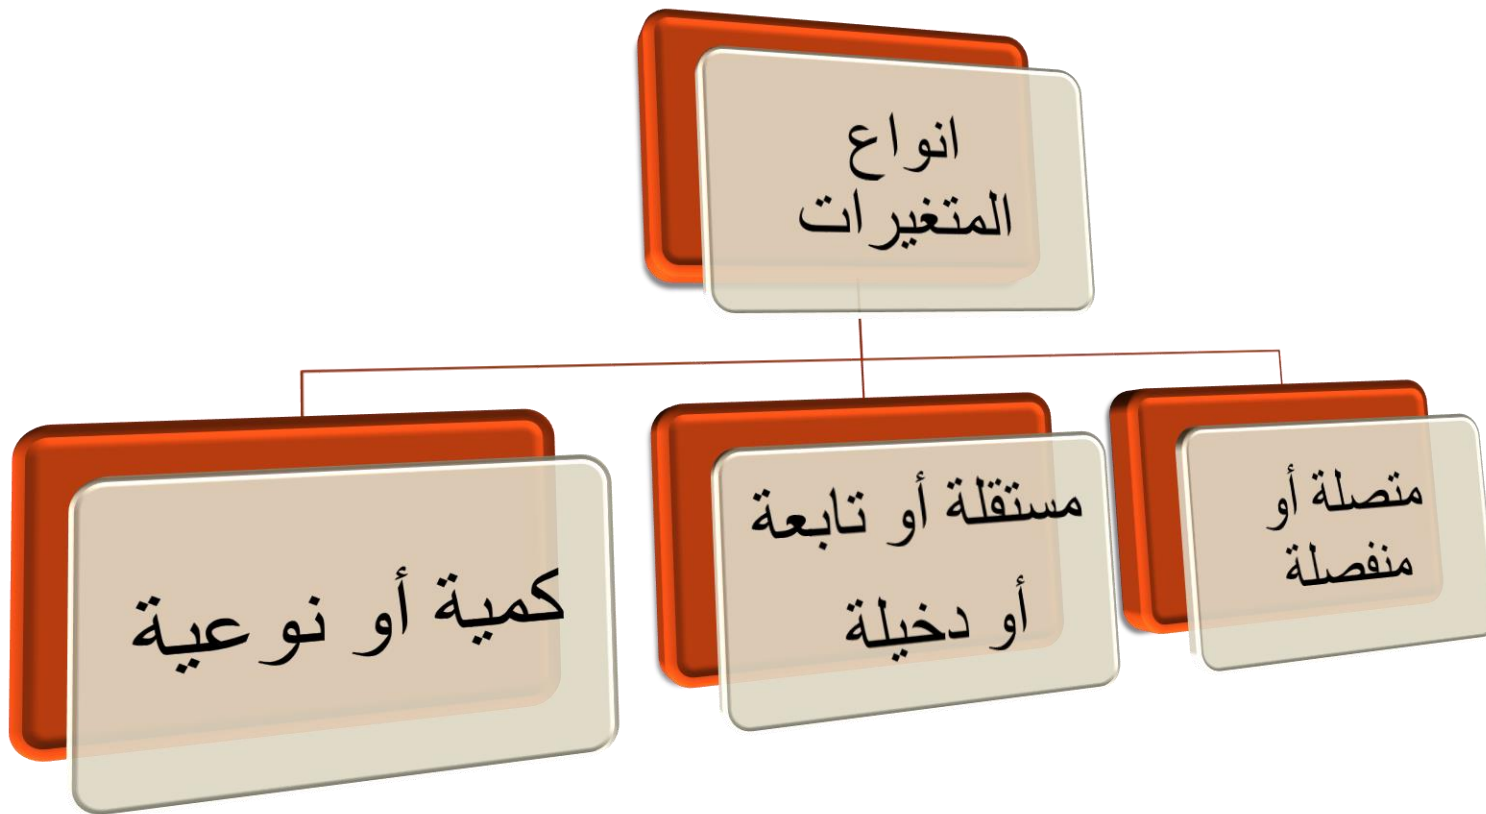 انواع
المتغيرات
متصلة أو
منفصلة
مستقلة أو تابعة
أو دخيلة
كمية أو نوعية